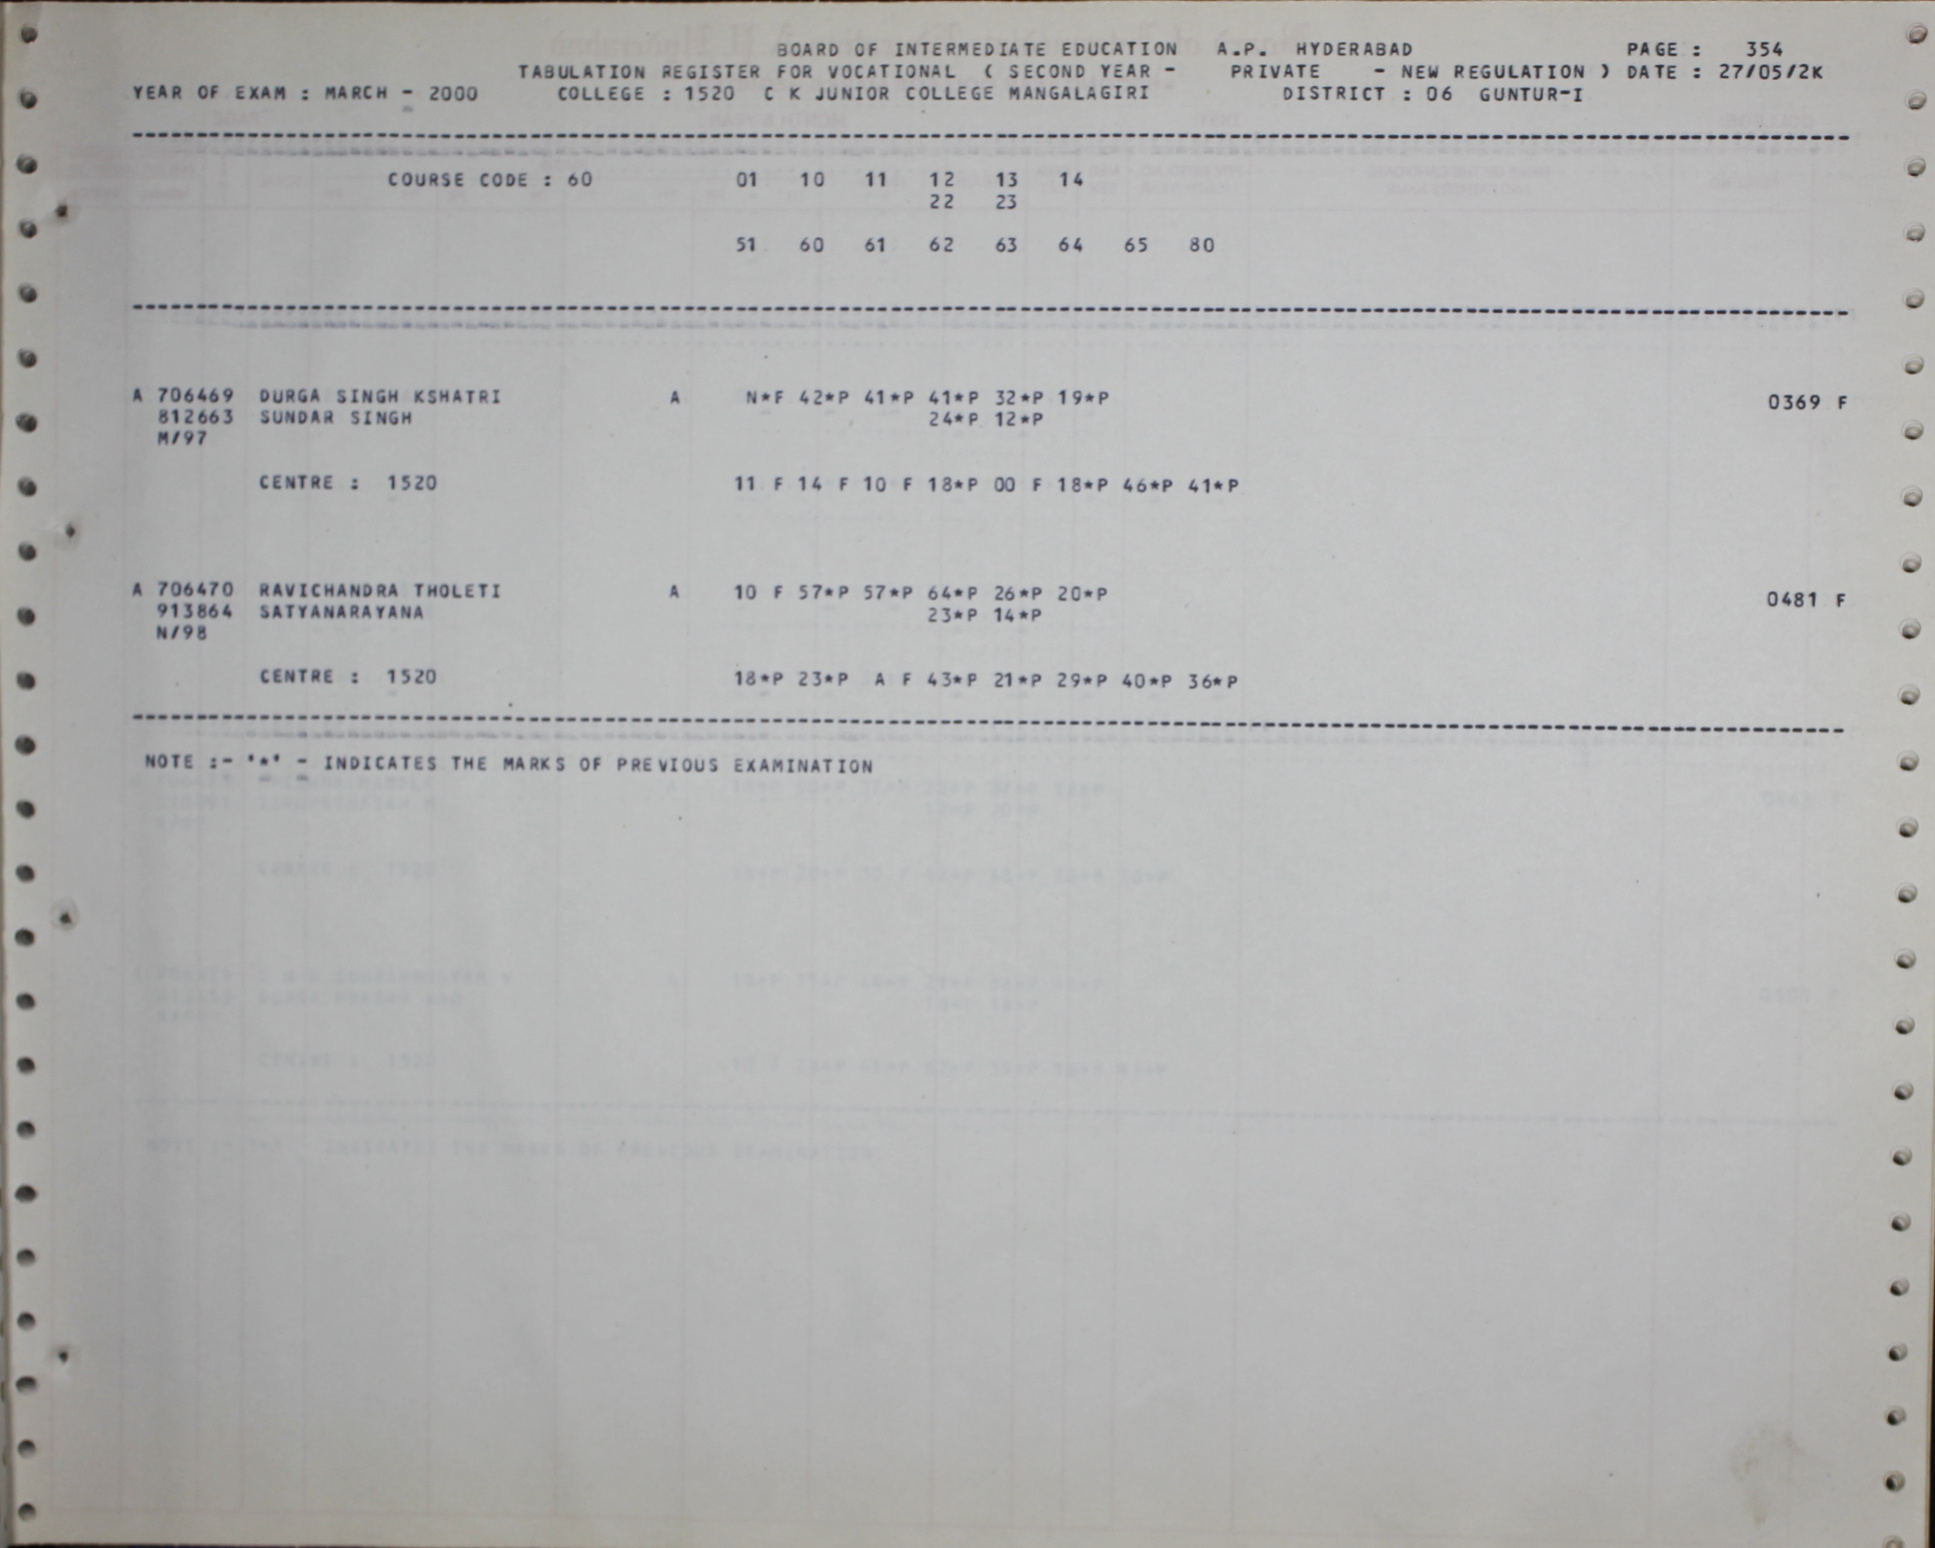 BOARD OF INTERMEDIATE EDUCATION A.P. HYDERABAD PAGE : 354
TABULATION REGISTER FOR VOCATIONAL ( SECOND YEAR - PRIVATE - NEW REGULATION ) DATE : 27/05/2K
YEAR OF EXAM : MARCH - 2000 COLLEGE : 1520 C K JUNIOR COLLEGE MANGALAGIRI DISTRICT : 06 GUNTUR-I
COURSE CODE : 60 01 10 11 12 13 14
22 23
51 60 61 62 63 64 65 80
A 706469 DURGA SINGH KSHATRI A N*F 42*P 41*P 41*P 32*P 19*P 0369 F
812663 SUNDAR SINGH 24*P 12*P
M/97
CENTRE : 1520 11 F 14 F 10 F 18*P 00 F 18*P 46*P 41*P
A 706470 RAVICHANDRA THOLETI A 10 F 57*P 57*P 64*P 26*P 20*P 0481 F
913864 SATYANARAYANA 23*P 14*P
N/98
CENTRE : 1520 18*P 23*P A F 43*P 21*P 29*P 40*P 36*P
NOTE :- '*' - INDICATES THE MARKS OF PREVIOUS EXAMINATION